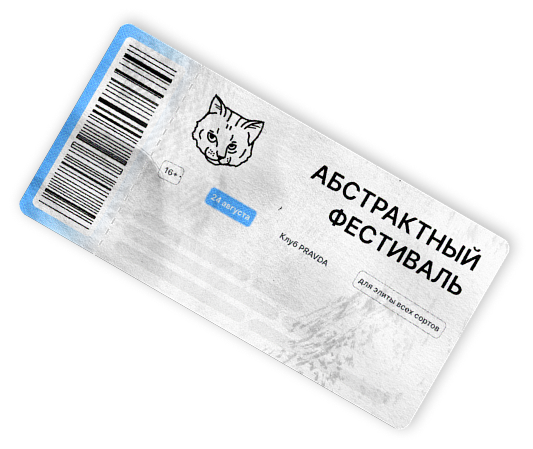 АБСТРАКТНЫЙ
ФЕСТИВАЛЬ
16+
24 августа
Клуб PRAVDA
для элиты всех сортов